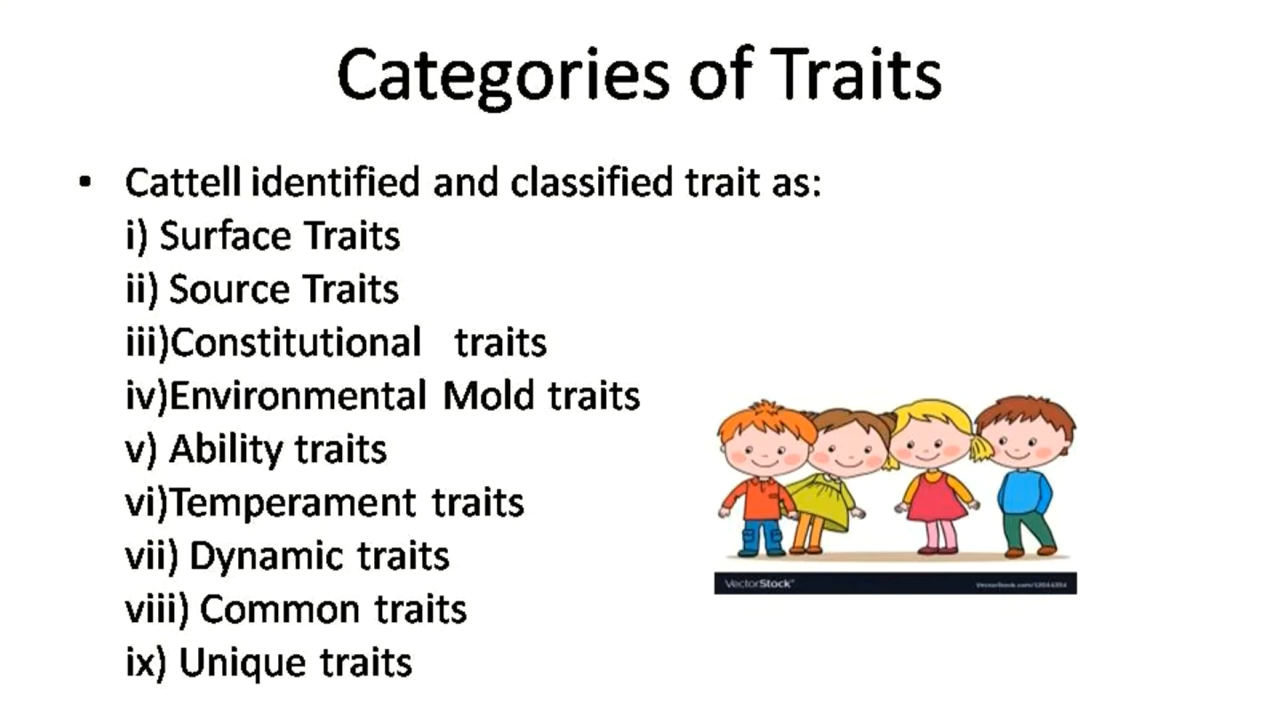 Categories of Traits
• Cattell identified and classified trait as:
i) Surface Traits
ii) Source Traits
iii)Constitutional traits
iv)Environmental Mold traits
v) Ability traits
vi)Temperament traits
vii) Dynamic traits
viii) Common traits
ix) Unique traits
VectorStock®